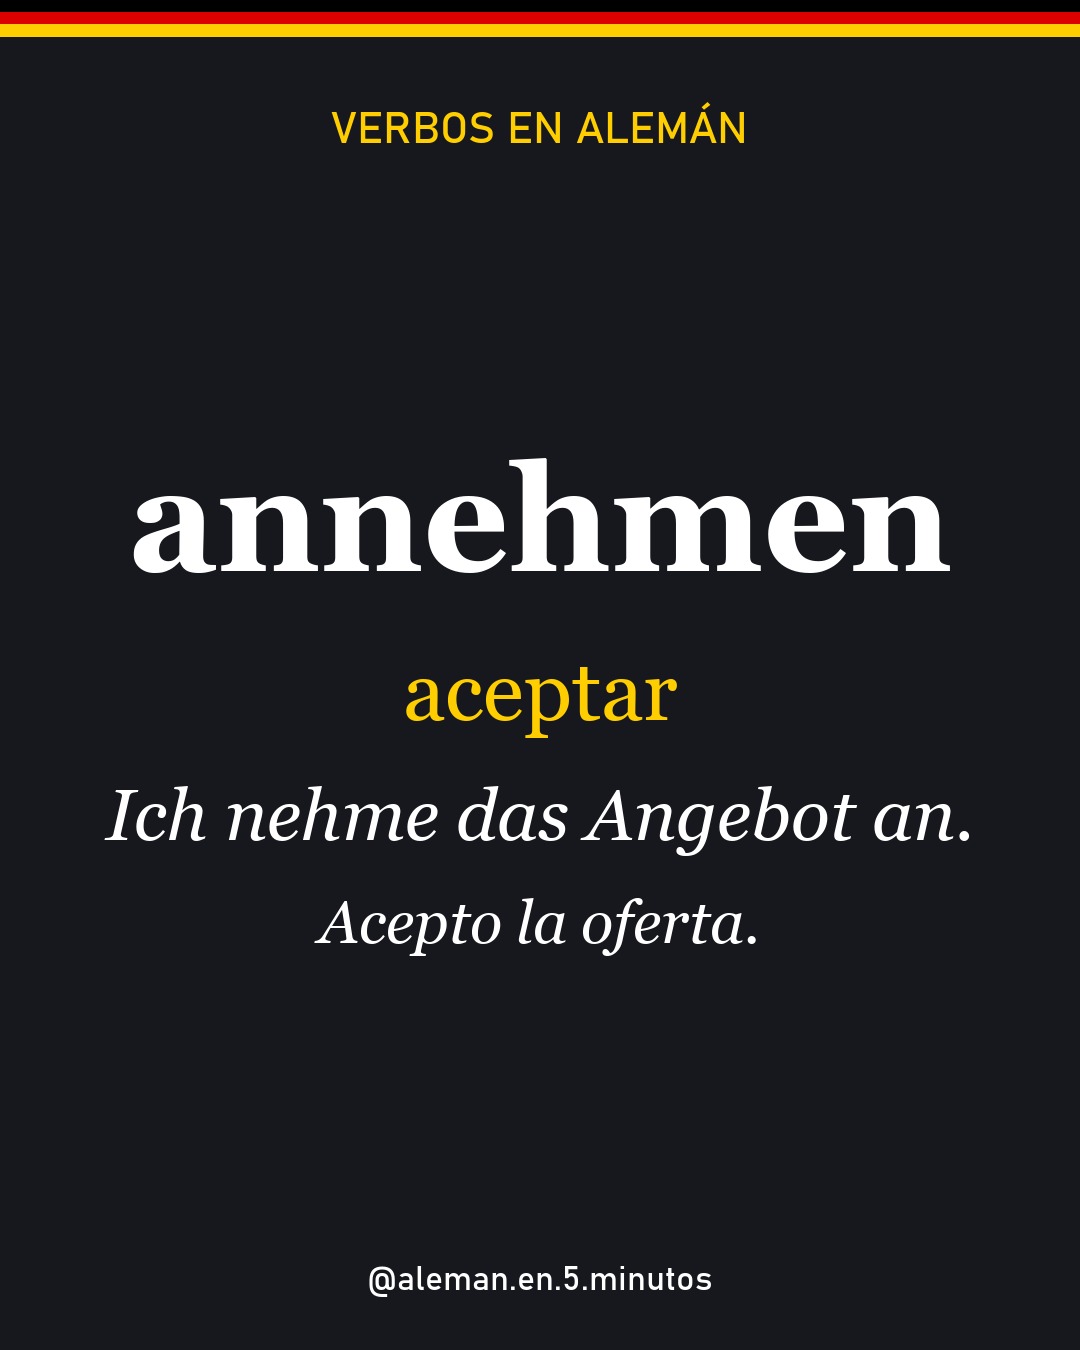 VERBOS EN ALEMÁN
annehmen
aceptar
Ich nehme das Angebot an.
Acepto la oferta.
@aleman.en.5.minutos